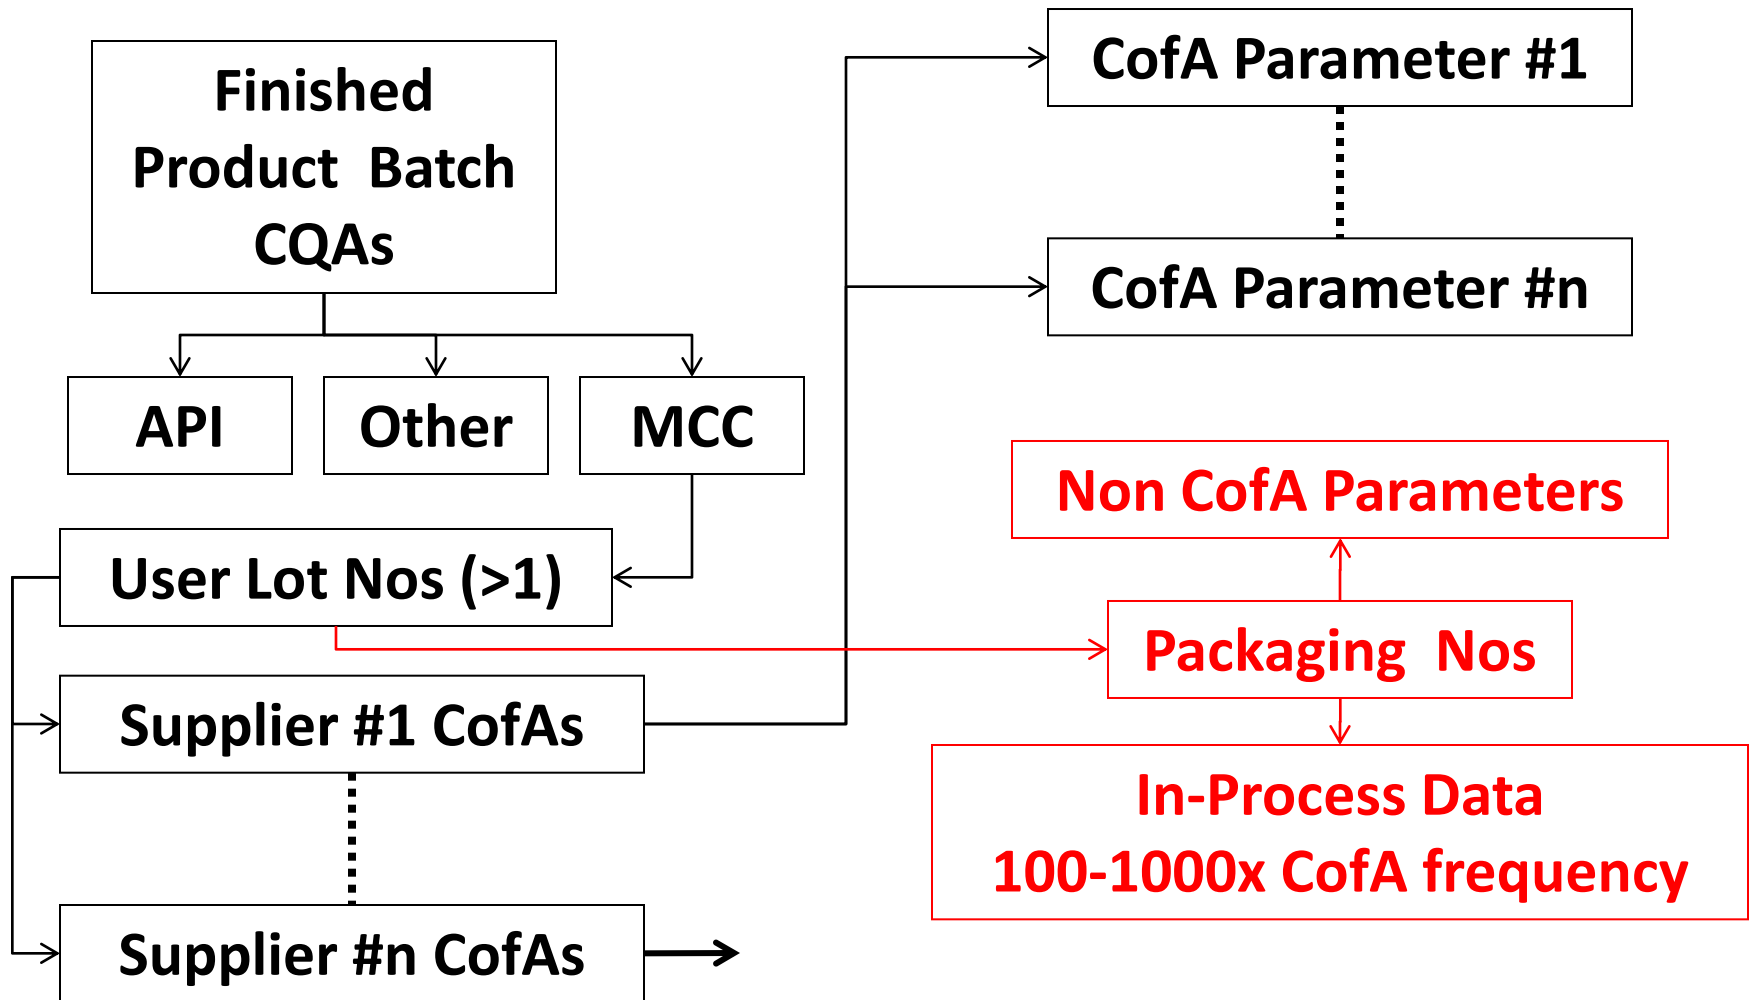 Finished
Product  Batch
CQAs
API
Other
MCC
User Lot Nos (>1)
Supplier #1 CofAs
Supplier #n CofAs
CofA Parameter #1
CofA Parameter #n
Non CofA Parameters
Packaging  Nos
In-Process Data
100-1000x CofA frequency